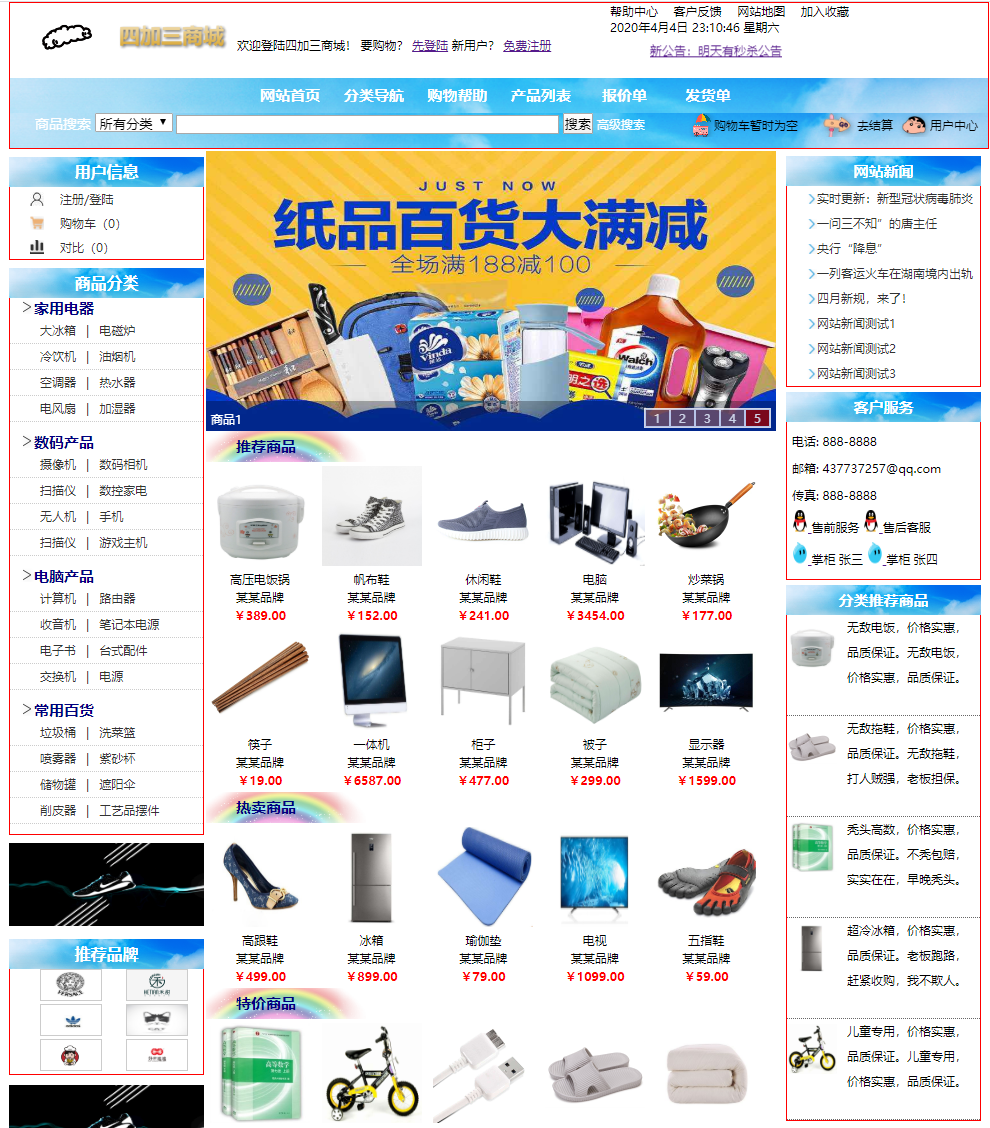 四加三商城
欢迎登陆四加三商城! 要购物? 先登陆 新用户? 免费注册
帮助中心 客户反馈 网站地图 加入收藏
2020年4月4日 23:10:46 星期六
新公告：明天有秒杀公告
网站首页 分类导航 购物帮助 产品列表 报价单 发货单
商品搜索 所有分类 搜索 高级搜索 购物车暂时为空 去结算 用户中心
用户信息
注册/登陆
购物车（0）
对比（0）
商品分类
>家用电器
大冰箱 | 电磁炉
冷饮机 | 油烟机
空调器 | 热水器
电风扇 | 加湿器
>数码产品
摄像机 | 数码相机
扫描仪 | 数控家电
无人机 | 手机
扫描仪 | 游戏主机
>电脑产品
计算机 | 路由器
收音机 | 笔记本电源
电子书 | 台式配件
交换机 | 电源
>常用百货
垃圾桶 | 洗菜篮
喷雾器 | 紫砂杯
储物罐 | 遮阳伞
削皮器 | 工艺品摆件
推荐品牌
VERSACE
adidas
JUST NOW
纸品百货大满减
全场满188减100
和
Vinda
Walch
商品1
1 2 3 4 5
推荐商品
高压电饭锅 帆布鞋 休闲鞋 电脑 炒菜锅
某某品牌 某某品牌 某某品牌 某某品牌 某某品牌
￥389.00 ￥152.00 ￥241.00 ￥3454.00 ￥177.00
筷子 一体机 柜子 被子 显示器
某某品牌 某某品牌 某某品牌 某某品牌 某某品牌
￥19.00 ￥6587.00 ￥477.00 ￥299.00 ￥1599.00
热卖商品
高跟鞋 冰箱 瑜伽垫 电视 五指鞋
某某品牌 某某品牌 某某品牌 某某品牌 某某品牌
￥499.00 ￥899.00 ￥79.00 ￥1099.00 ￥59.00
特价商品
高等数学
网站新闻
实时更新：新型冠状病毒肺炎
一问三不知”的唐主任
央行“降息”
一列客运火车在湖南境内出轨
四月新规，来了!
网站新闻测试1
网站新闻测试2
网站新闻测试3
客户服务
电话: 888-8888
邮箱: 437737257@qq.com
传真: 888-8888
售前服务 售后客服
掌柜 张三 掌柜 张四
分类推荐商品
无敌电饭，价格实惠，
品质保证。无敌电饭，
价格实惠，品质保证。
无敌拖鞋，价格实惠，
品质保证。无敌拖鞋，
打人贼强，老板担保。
秃头高数，价格实惠，
品质保证。不秃包赔，
实实在在，早晚秃头。
超冷冰箱，价格实惠，
品质保证。老板跑路，
赶紧收购，我不欺人。
儿童专用，价格实惠，
品质保证。儿童专用，
价格实惠，品质保证。